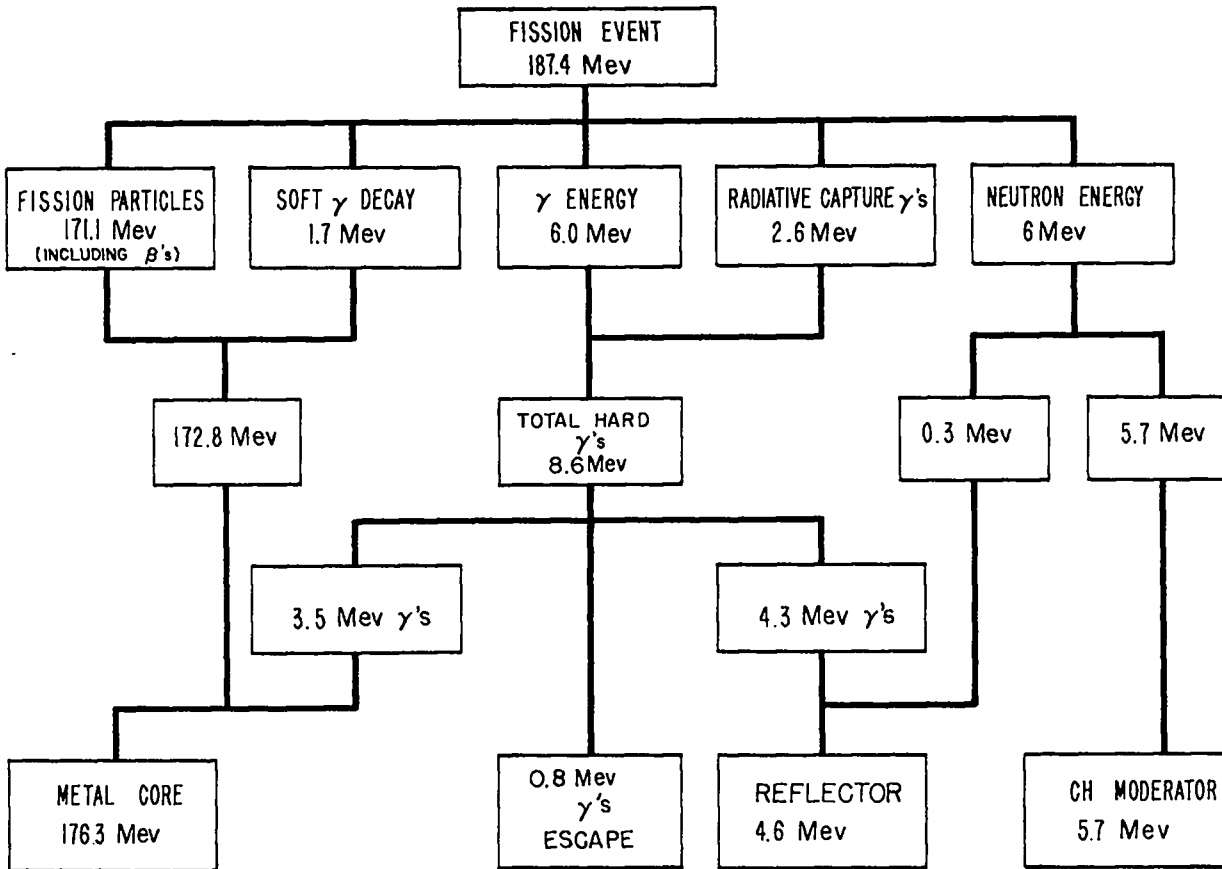 FISSION EVENT
187.4 Mev
FISSION PARTICLES
171.1 Mev
(INCLUDING β's)
SOFT γ DECAY
1.7 Mev
γ ENERGY
6.0 Mev
RADIATIVE CAPTURE γ's
2.6 Mev
NEUTRON ENERGY
6 Mev
172.8 Mev
TOTAL HARD
γ's
8.6 Mev
0.3 Mev
5.7 Mev
3.5 Mev γ's
4.3 Mev γ's
METAL CORE
176.3 Mev
0.8 Mev
γ's
ESCAPE
REFLECTOR
4.6 Mev
CH MODERATOR
5.7 Mev